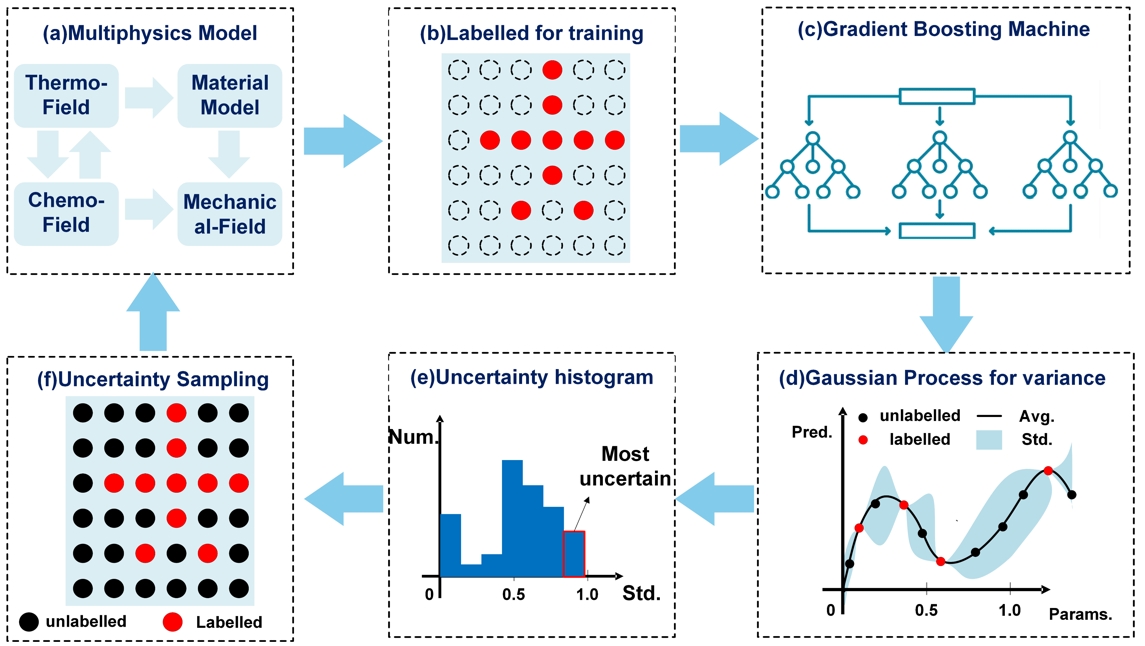 (a)Multiphysics Model
Thermo-
Field
Material
Model
Chemo-
Field
Mechanic
al-Field
(b)Labelled for training
(c)Gradient Boosting Machine
(d)Gaussian Process for variance
Pred.
unlabelled
Avg.
labelled
Std.
0
0.5
1.0
Params.
(e)Uncertainty histogram
Num.
Most
uncertain
0
0.5
1.0
Std.
(f)Uncertainty Sampling
unlabelled
Labelled